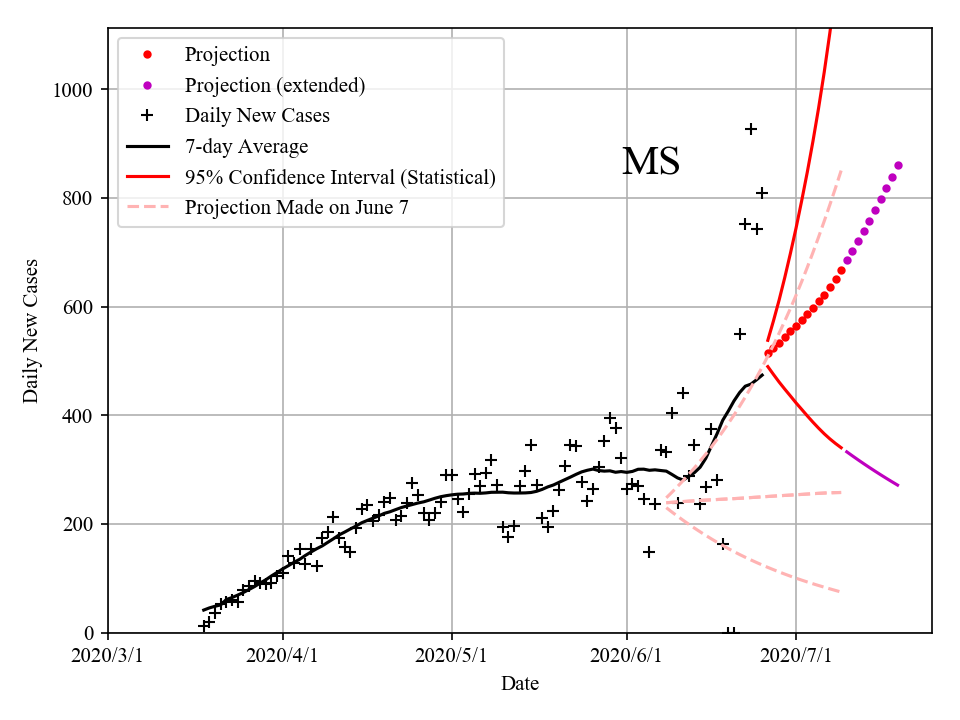 Projection
Projection (extended)
Daily New Cases
7-day Average
95% Confidence Interval (Statistical)
Projection Made on June 7
MS
1000
800
600
400
200
0
2020/3/1 2020/4/1 2020/5/1 2020/6/1 2020/7/1
Date
Daily New Cases